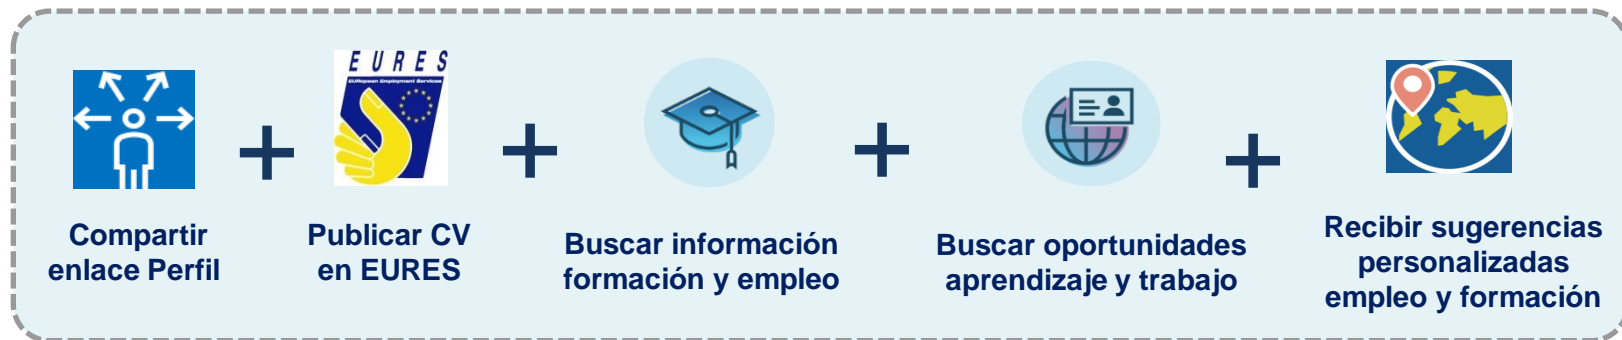 EURES
EURopean Employment Services
Compartir
enlace Perfil
+
Publicar CV
en EURES
+
Buscar información
formación y empleo
+
Buscar oportunidades
aprendizaje y trabajo
+
Recibir sugerencias
personalizadas
empleo y formación